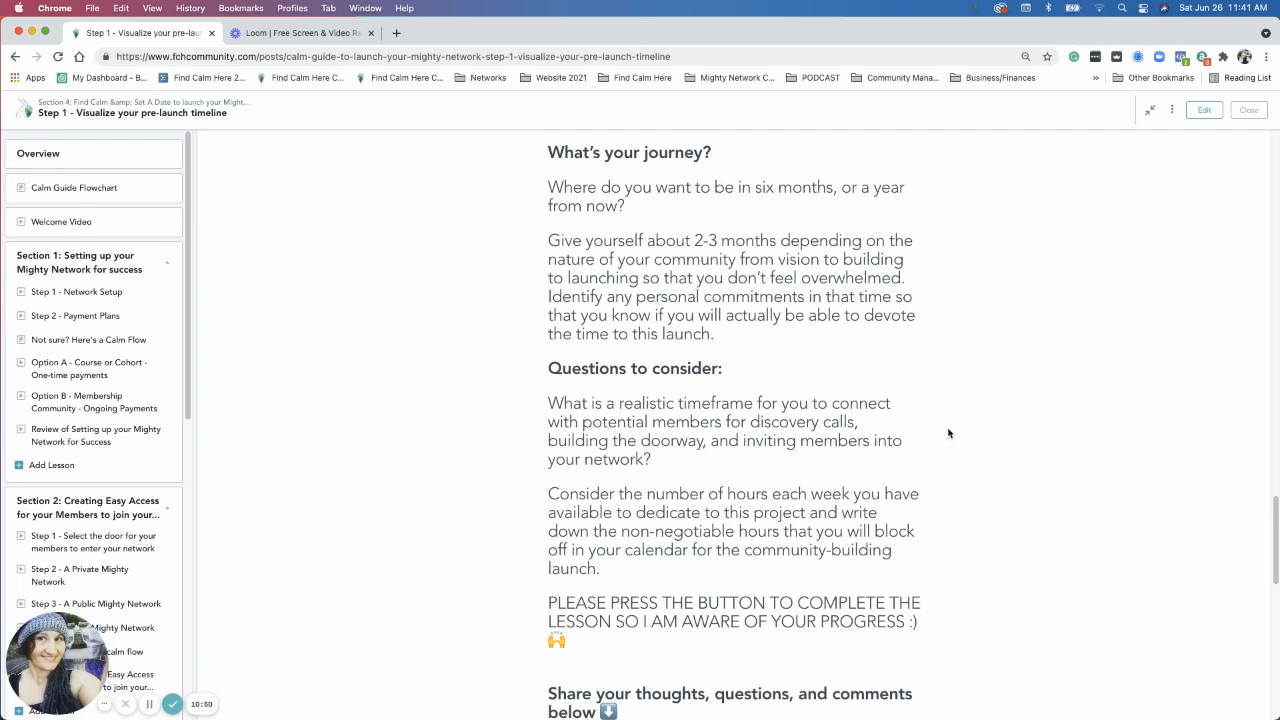 Chrome File Edit View History Bookmarks Profiles Tab Window Help Sat Jun 26 11:41 AM
Step 1 - Visualize your pre-laun × Loom | Free Screen & Video Re × +
https://www.fchcommunity.com/posts/calm-guide-to-launch-your-mighty-network-step-1-visualize-your-pre-launch-timeline
Apps My Dashboard - B... Find Calm Here 2... Find Calm Here C... Find Calm Here C... Networks Website 2021 Find Calm Here Mighty Network C... PODCAST Community Mana... Business/Finances » Other Bookmarks Reading List
Section 4: Find Calm &amp; Set A Date to launch your Might...
Step 1 - Visualize your pre-launch timeline
Edit Close
Overview
Calm Guide Flowchart
Welcome Video
Section 1: Setting up your
Mighty Network for success
Step 1 - Network Setup
Step 2 - Payment Plans
Not sure? Here's a Calm Flow
Option A - Course or Cohort -
One-time payments
Option B - Membership
Community - Ongoing Payments
Review of Setting up your Mighty
Network for Success
Add Lesson
Section 2: Creating Easy Access
for your Members to join your...
Step 1 - Select the door for your
members to enter your network
Step 2 - A Private Mighty
Network
Step 3 - A Public Mighty Network
Mighty Network
calm flow
Easy Access
to join your...
10:50
What's your journey?
Where do you want to be in six months, or a year
from now?
Give yourself about 2-3 months depending on the
nature of your community from vision to building
to launching so that you don't feel overwhelmed.
Identify any personal commitments in that time so
that you know if you will actually be able to devote
the time to this launch.
Questions to consider:
What is a realistic timeframe for you to connect
with potential members for discovery calls,
building the doorway, and inviting members into
your network?
Consider the number of hours each week you have
available to dedicate to this project and write
down the non-negotiable hours that you will block
off in your calendar for the community-building
launch.
PLEASE PRESS THE BUTTON TO COMPLETE THE
LESSON SO I AM AWARE OF YOUR PROGRESS :)
🙌
Share your thoughts, questions, and comments
below ⬇️